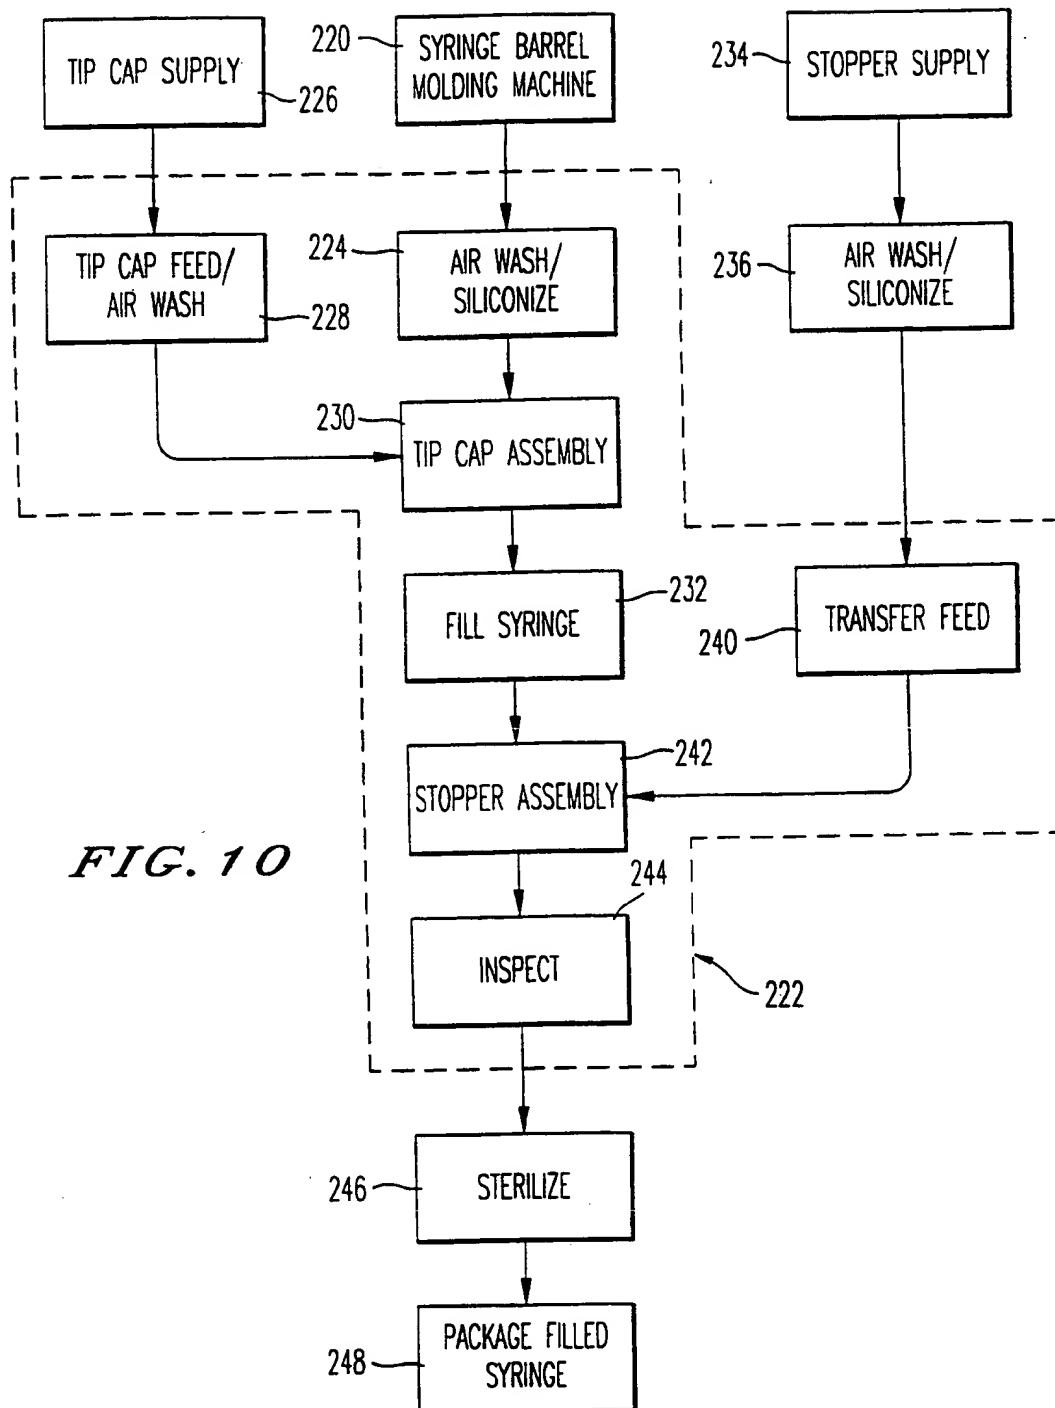 TIP CAP SUPPLY
226
220
SYRINGE BARREL
MOLDING MACHINE
234
STOPPER SUPPLY
TIP CAP FEED/
AIR WASH
228
224
AIR WASH/
SILICONIZE
236
AIR WASH/
SILICONIZE
230
TIP CAP ASSEMBLY
FILL SYRINGE
232
TRANSFER FEED
240
STOPPER ASSEMBLY
242
FIG. 10
244
INSPECT
222
246
STERILIZE
248
PACKAGE FILLED
SYRINGE